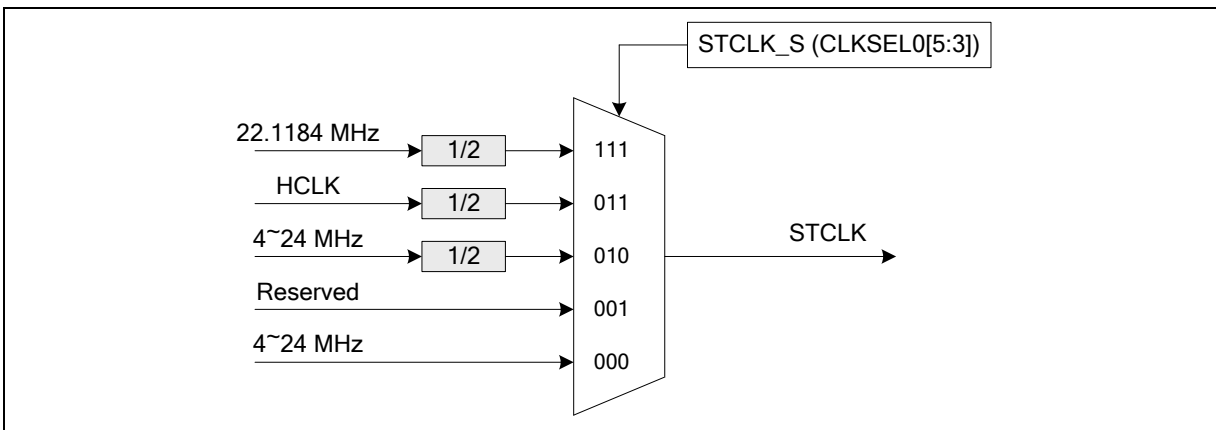 STCLK_S (CLKSEL0[5:3])
22.1184 MHz
1/2
111
HCLK
1/2
011
4~24 MHz
1/2
010
STCLK
Reserved
001
4~24 MHz
000